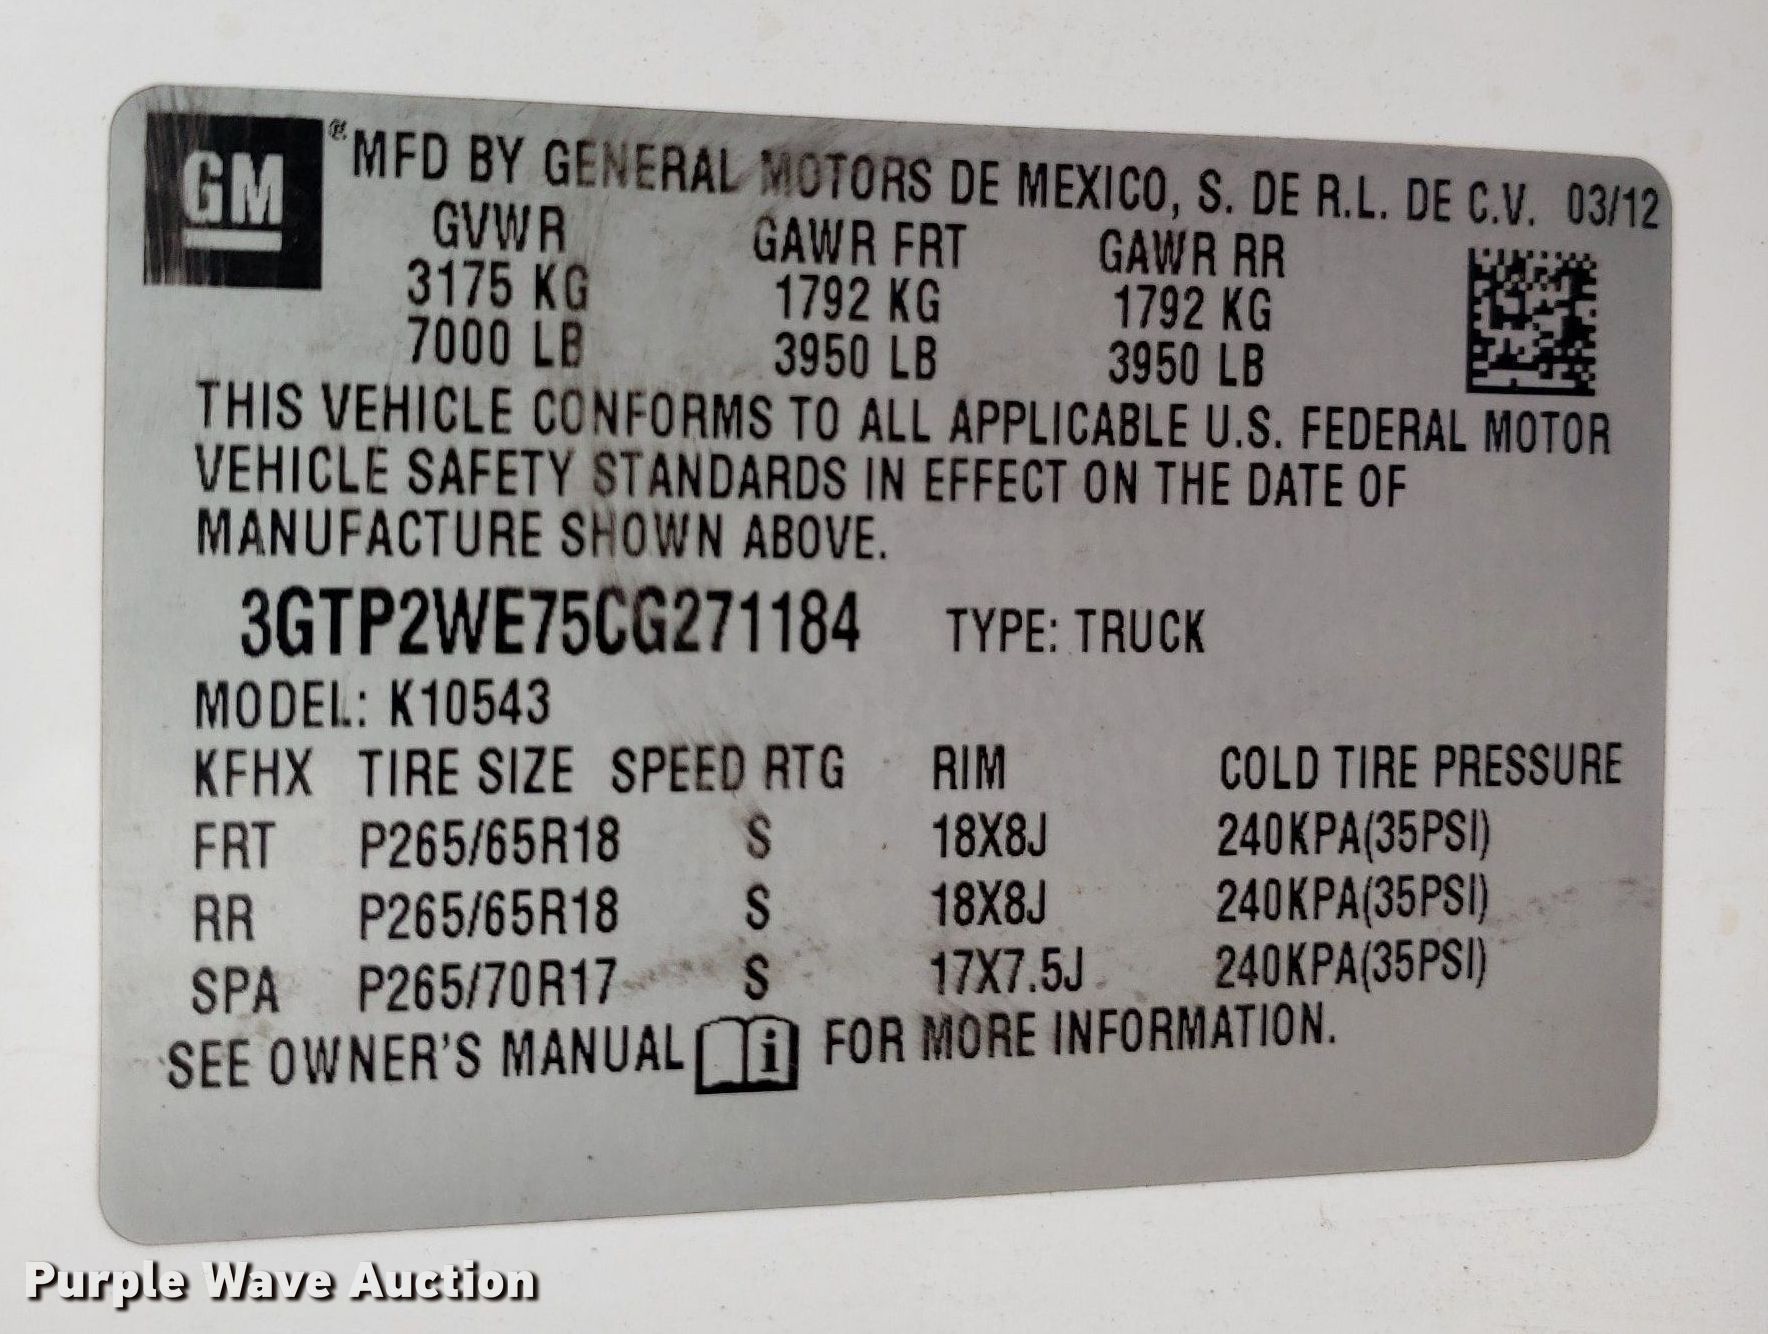 GM ® MFD BY GENERAL MOTORS DE MEXICO, S. DE R.L. DE C.V. 03/12
GVWR GAWR FRT GAWR RR
3175 KG 1792 KG 1792 KG
7000 LB 3950 LB 3950 LB
THIS VEHICLE CONFORMS TO ALL APPLICABLE U.S. FEDERAL MOTOR
VEHICLE SAFETY STANDARDS IN EFFECT ON THE DATE OF
MANUFACTURE SHOWN ABOVE.
3GTP2WE75CG271184 TYPE: TRUCK
MODEL: K10543
KFHX TIRE SIZE SPEED RTG RIM COLD TIRE PRESSURE
FRT P265/65R18 S 18X8J 240KPA(35PSI)
RR P265/65R18 S 18X8J 240KPA(35PSI)
SPA P265/70R17 S 17X7.5J 240KPA(35PSI)
SEE OWNER'S MANUAL i FOR MORE INFORMATION.
Purple Wave Auction